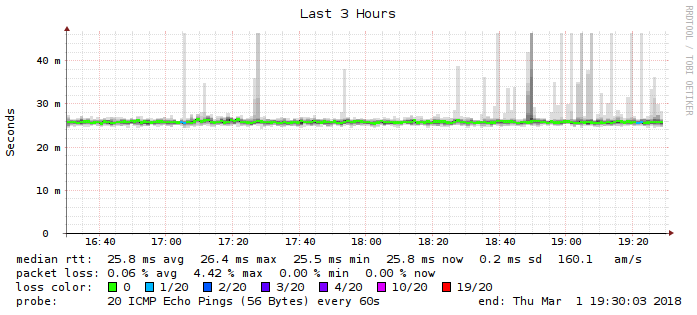 Last 3 Hours
RRDTOOL / TOBI OETIKER
Seconds
40 m
30 m
20 m
10 m
0
16:40 17:00 17:20 17:40 18:00 18:20 18:40 19:00 19:20
median rtt: 25.8 ms avg 26.4 ms max 25.5 ms min 25.8 ms now 0.2 ms sd 160.1 am/s
packet loss: 0.06 % avg 4.42 % max 0.00 % min 0.00 % now
loss color: 0 1/20 2/20 3/20 4/20 10/20 19/20
probe: 20 ICMP Echo Pings (56 Bytes) every 60s end: Thu Mar 1 19:30:03 2018